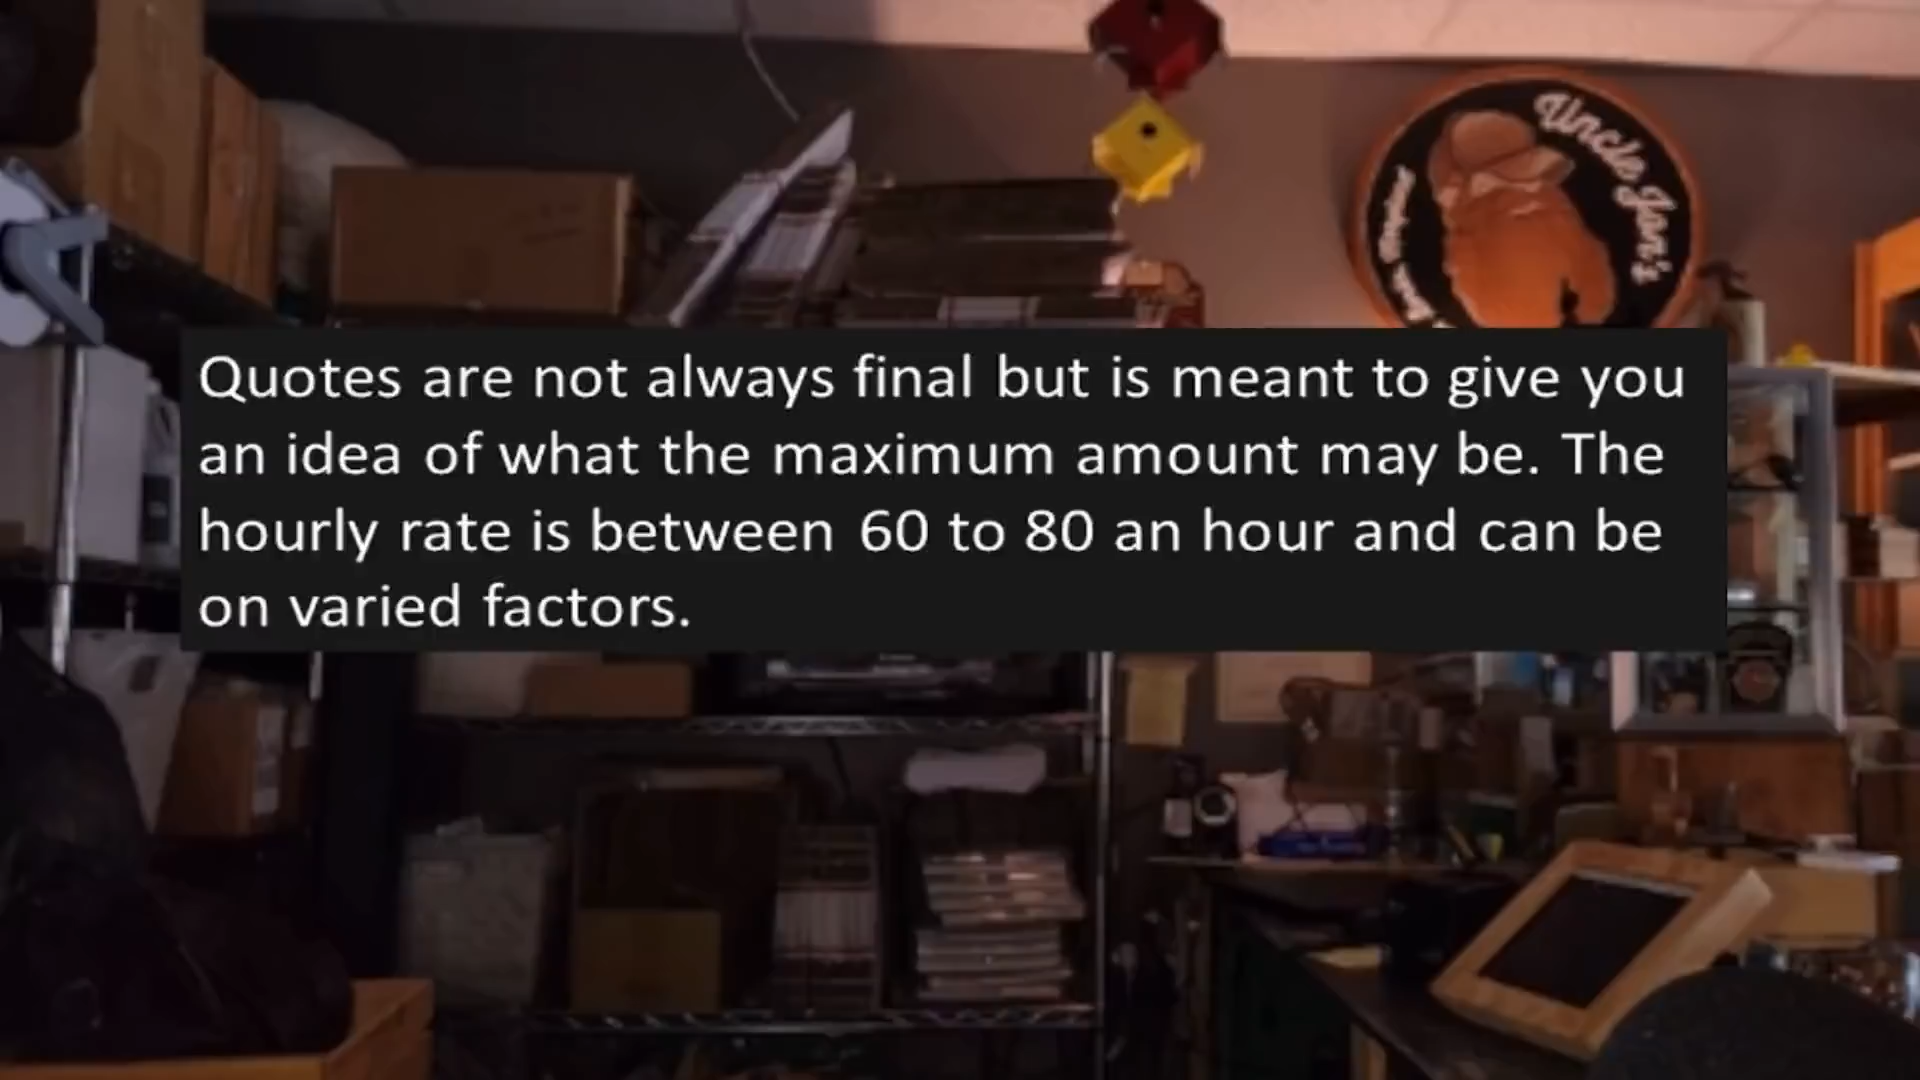 Uncle Jan's
Quotes are not always final but is meant to give you
an idea of what the maximum amount may be. The
hourly rate is between 60 to 80 an hour and can be
on varied factors.